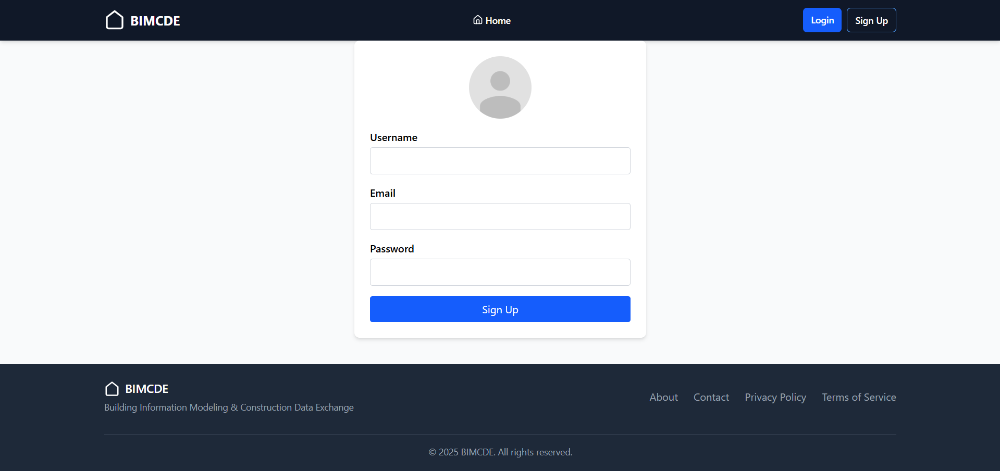 BIMCDE
Home
Login
Sign Up
Username
Email
Password
Sign Up
BIMCDE
Building Information Modeling & Construction Data Exchange
About
Contact
Privacy Policy
Terms of Service
© 2025 BIMCDE. All rights reserved.